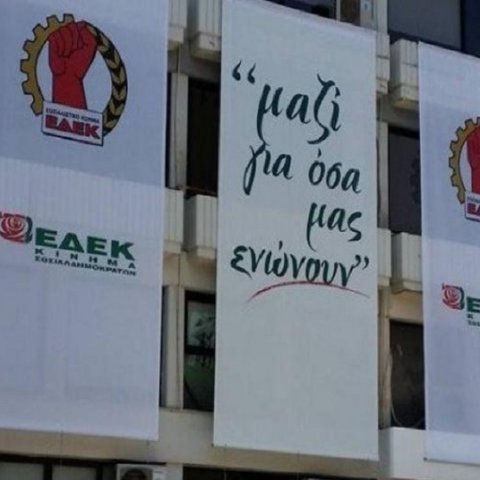 ΣΟΣΙΑΛΙΣΤΙΚΟ ΚΟΜΜΑ
ΕΔΕΚ
ΕΔΕΚ
ΚΙΝΗΜΑ
ΣΟΣΙΑΛΔΗΜΟΚΡΑΤΩΝ
“μαζί
για όσα
μας
ενώνουν”